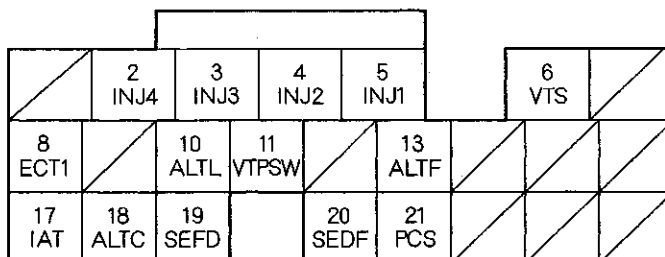 2 3 4 5 6
INJ4 INJ3 INJ2 INJ1 VTS
8 10 11 13
ECT1 ALTL VTPSW ALTF
17 18 19 20 21
IAT ALTC SEFD SEDF PCS